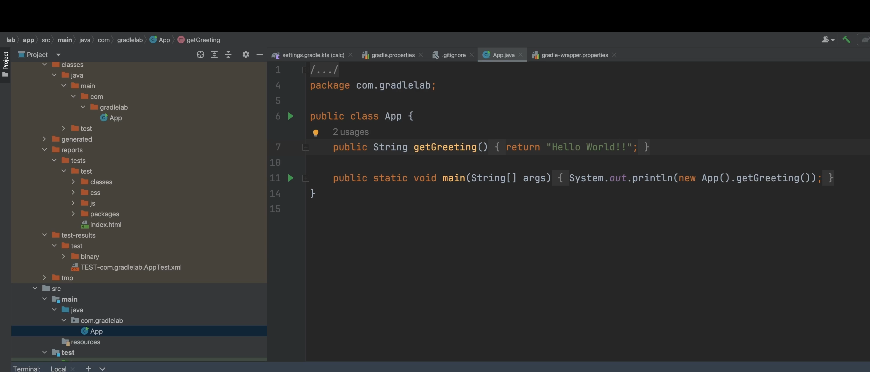 lab app src main java com gradlelab App getGreeting
Project
Project
settings.gradle.kts (calc) gradle.properties .gitignore App.java gradle-wrapper.properties
classes
java
main
com
gradlelab
App
test
generated
reports
tests
test
classes
css
js
packages
index.html
test-results
test
binary
TEST-com.gradlelab.AppTest.xml
tmp
src
main
java
com.gradlelab
App
resources
test
1 /.../
4 package com.gradlelab;
5
6 public class App {
2 usages
7 public String getGreeting() { return "Hello World!!"; }
10
11 public static void main(String[] args) { System.out.println(new App().getGreeting()); }
14 }
15
Terminal: Local +